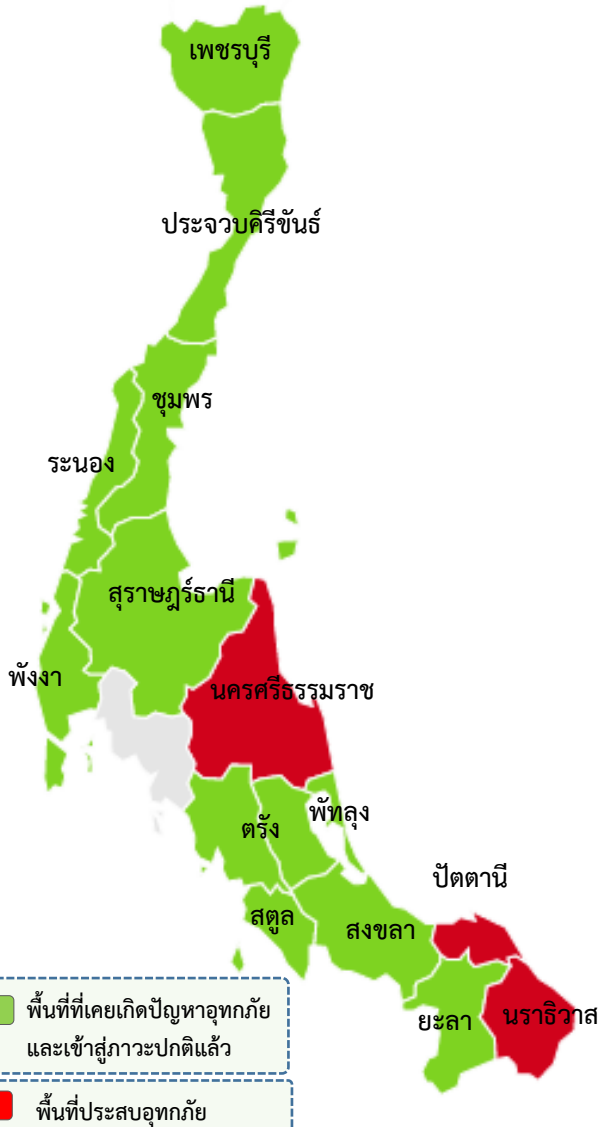 เพชรบุรี
ประจวบคีรีขันธ์
ชุมพร
ระนอง
สุราษฎร์ธานี
พังงา
นครศรีธรรมราช
พัทลุง
ตรัง
ปัตตานี
สตูล
สงขลา
ยะลา
นราธิวาส
พื้นที่ที่เคยเกิดปัญหาอุทกภัย
และเข้าสู่ภาวะปกติแล้ว
พื้นที่ประสบอุทกภัย